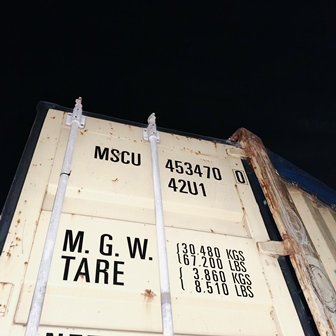 MSCU 453470 0
42U1
M. G. W. {30.480 KGS
{67.200 LBS
TARE { 3.860 KGS
{ 8.510 LBS